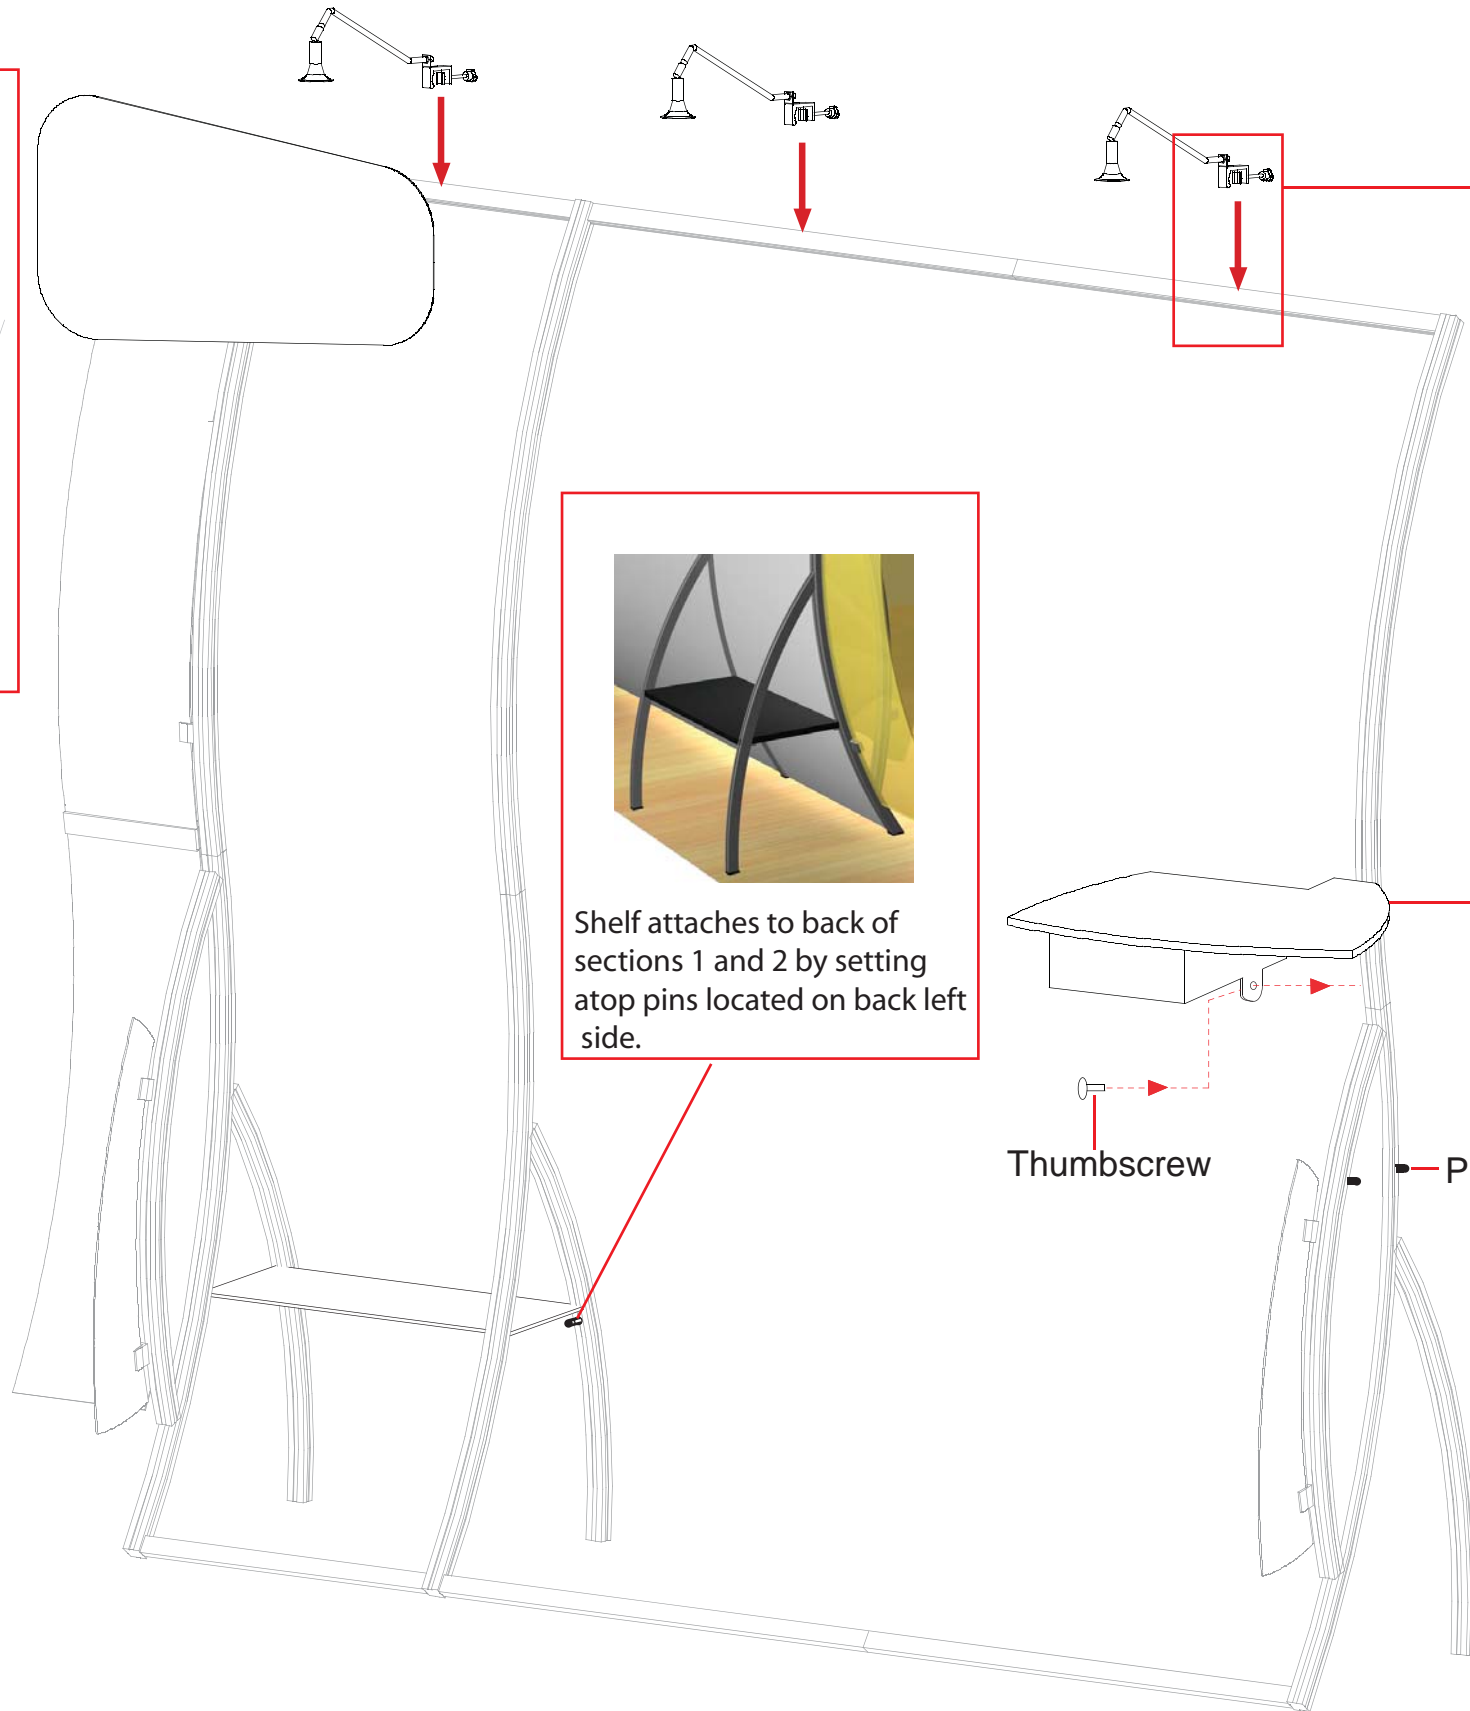 Shelf attaches to back of
sections 1 and 2 by setting
atop pins located on back left
side.
Thumbscrew
P